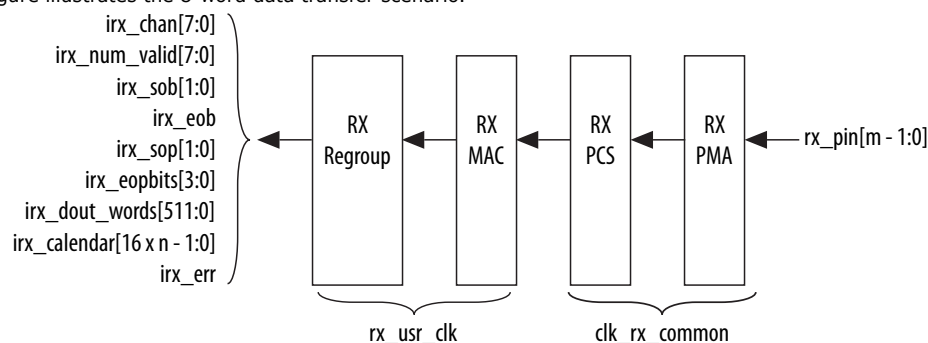 gure illustrates the 8-word data transfer scenario.
irx_chan[7:0]
irx_num_valid[7:0]
irx_sob[1:0]
irx_eob
irx_sop[1:0]
irx_eopbits[3:0]
irx_dout_words[511:0]
irx_calendar[16 x n - 1:0]
irx_err
RX
Regroup
RX
MAC
RX
PCS
RX
PMA
rx_pin[m - 1:0]
rx_usr_clk
clk_rx_common